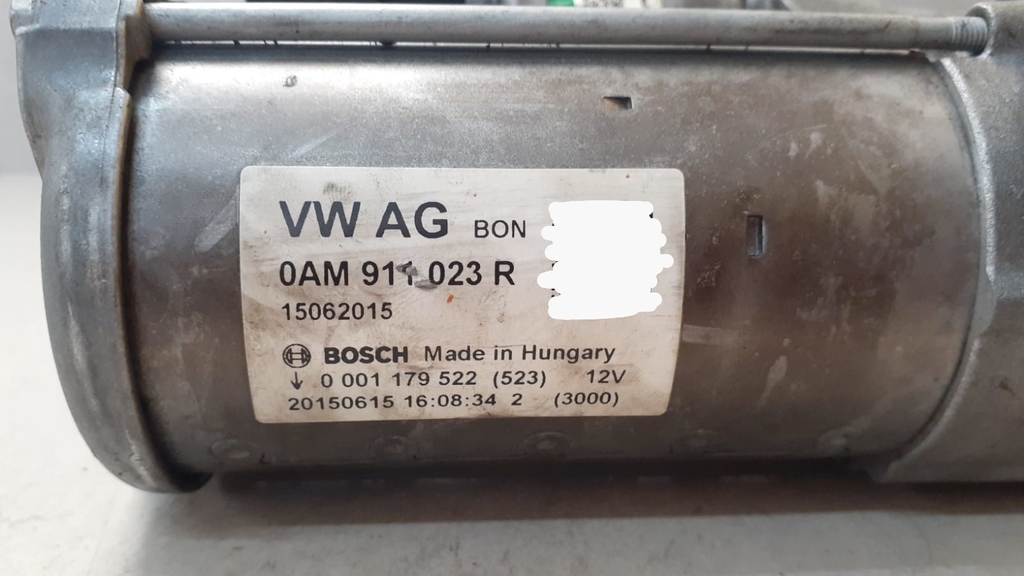 VW AG BON
0AM 911 023 R
15062015
BOSCH Made in Hungary
↓ 0 001 179 522 (523) 12V
20150615 16:08:34 2 (3000)